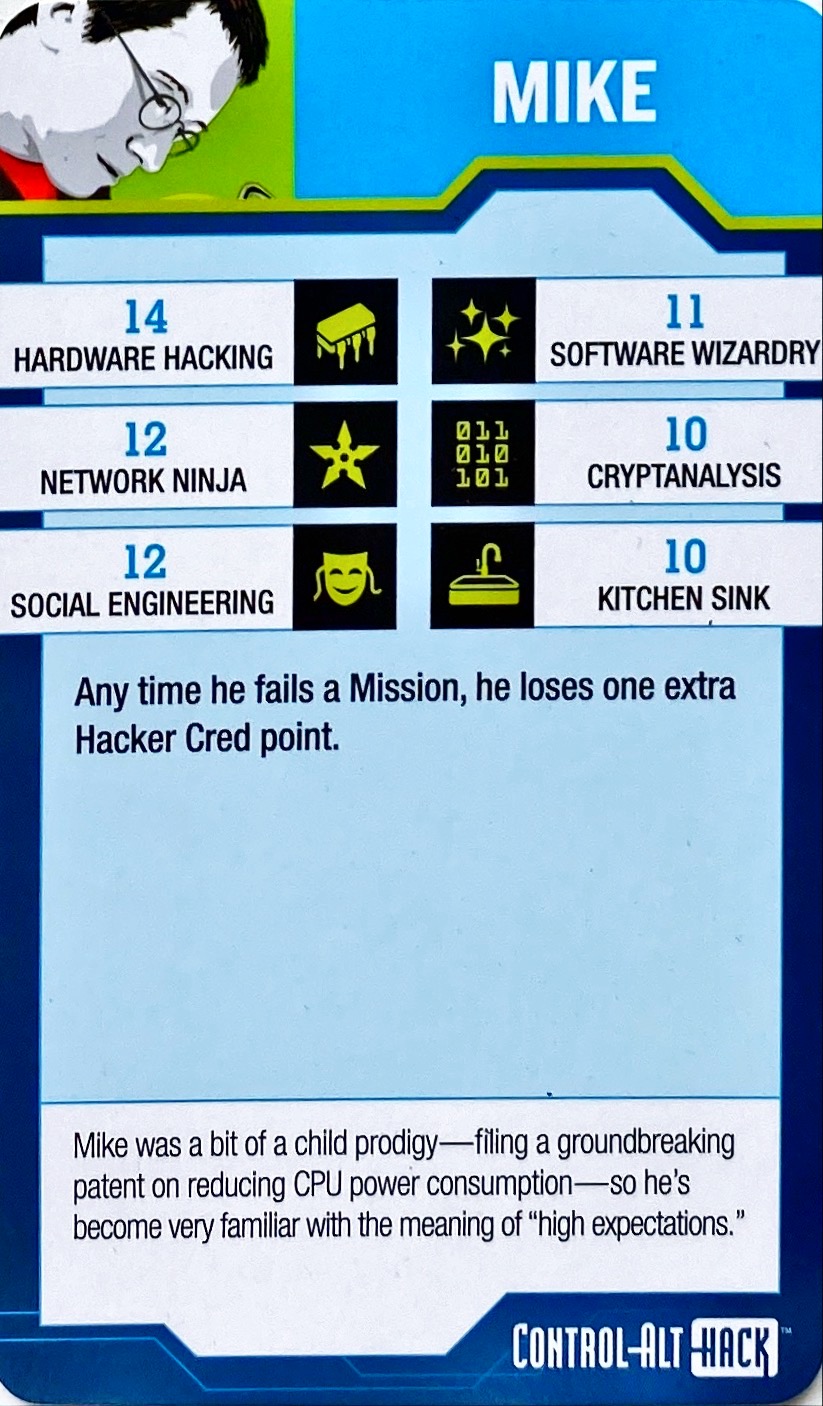 MIKE
14
HARDWARE HACKING
11
SOFTWARE WIZARDRY
12
NETWORK NINJA
011
010
101
10
CRYPTANALYSIS
12
SOCIAL ENGINEERING
10
KITCHEN SINK
Any time he fails a Mission, he loses one extra
Hacker Cred point.
Mike was a bit of a child prodigy—filing a groundbreaking
patent on reducing CPU power consumption—so he's
become very familiar with the meaning of “high expectations.”
CONTROL-ALT HACK™